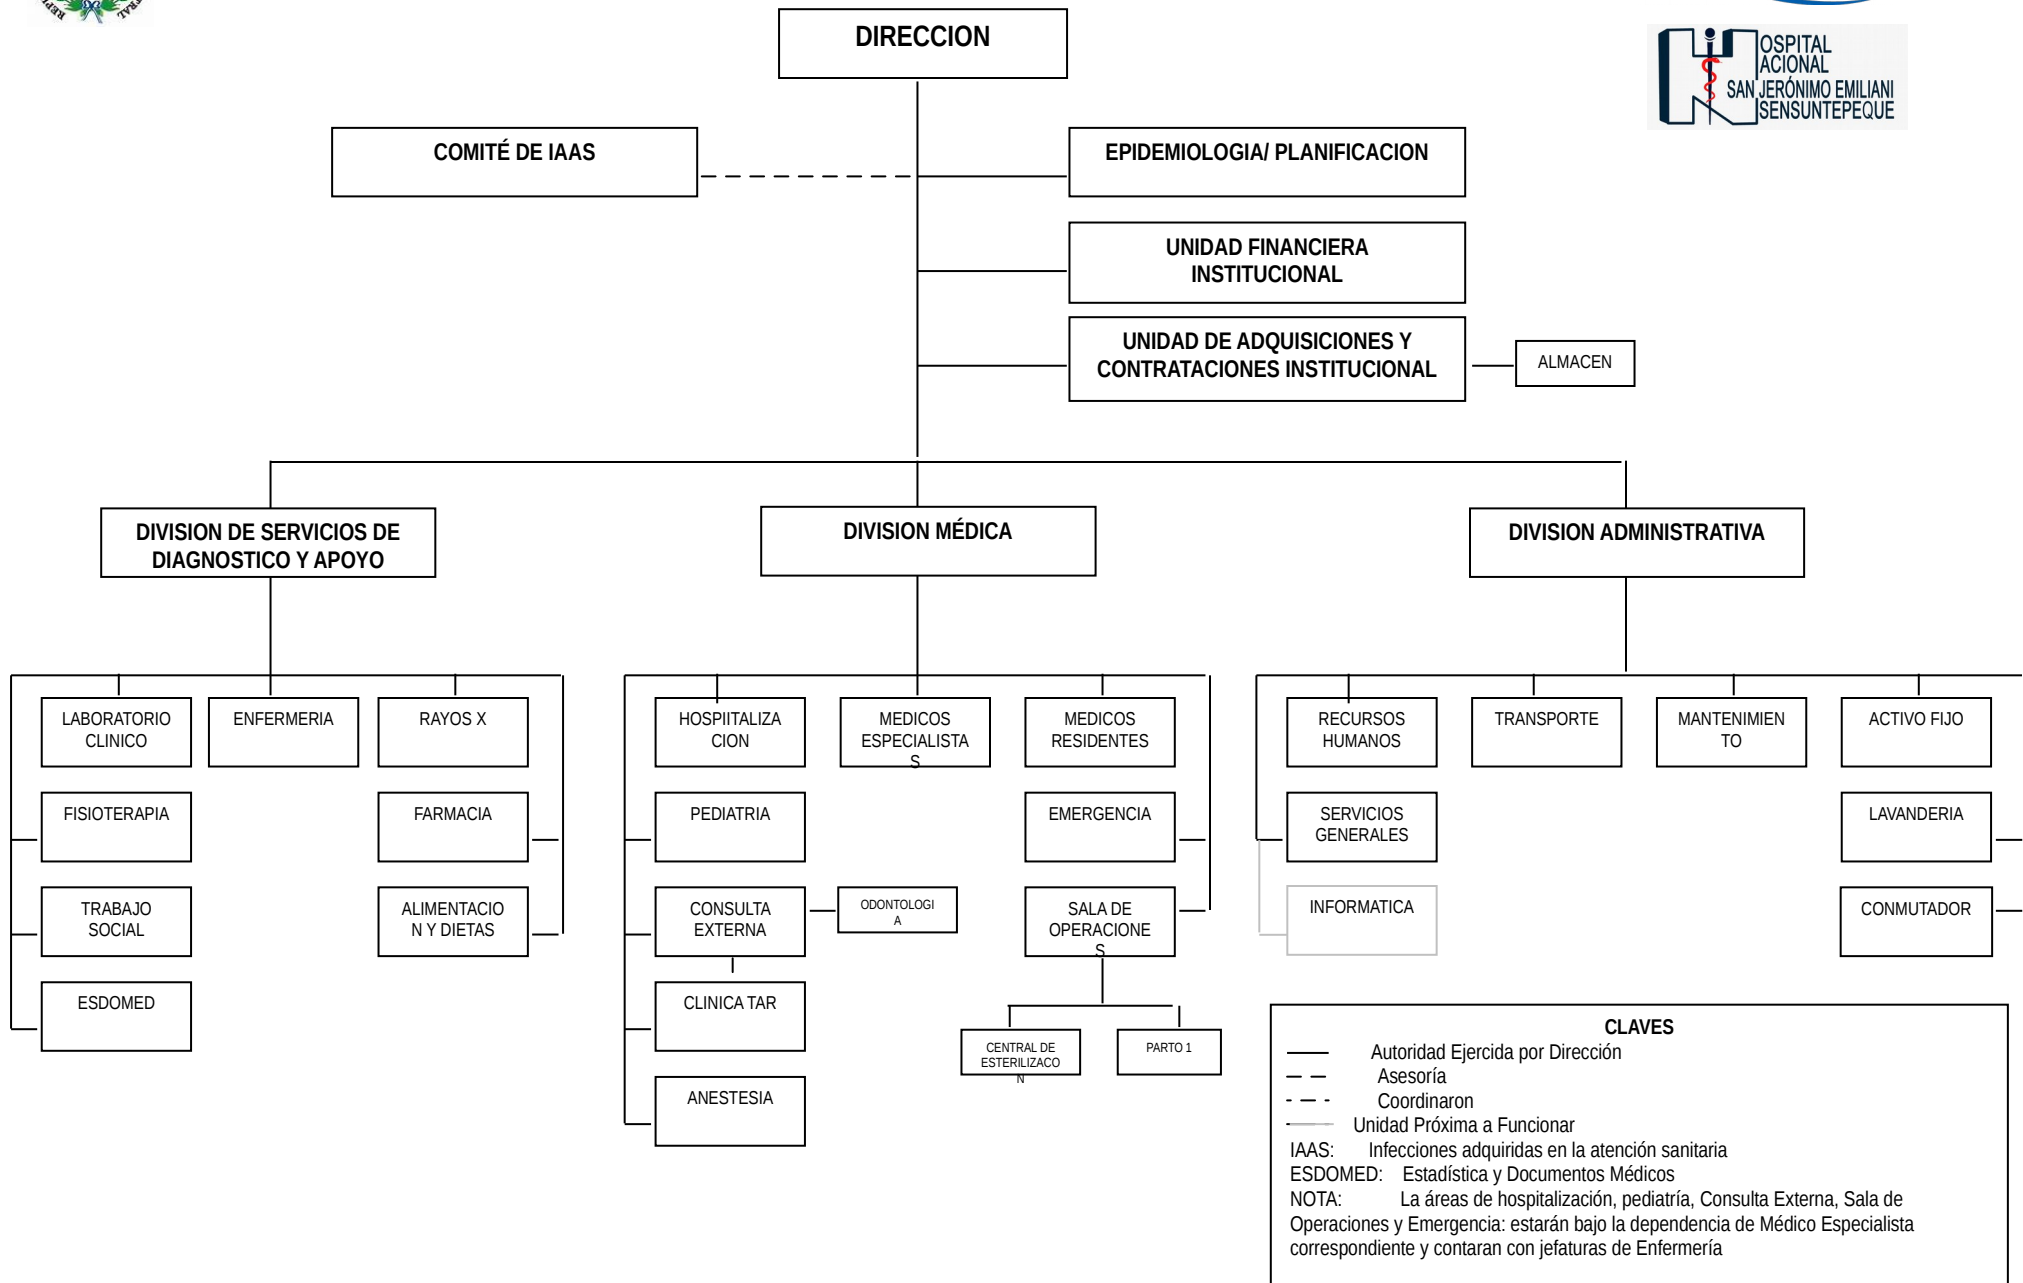 REPU
TRAL
DIRECCION
OSPITAL
ACIONAL
SAN JERÓNIMO EMILIANI
SENSUNTEPEQUE
COMITÉ DE IAAS
EPIDEMIOLOGIA/ PLANIFICACION
UNIDAD FINANCIERA
INSTITUCIONAL
UNIDAD DE ADQUISICIONES Y
CONTRATACIONES INSTITUCIONAL
ALMACEN
DIVISION DE SERVICIOS DE
DIAGNOSTICO Y APOYO
DIVISION MÉDICA
DIVISION ADMINISTRATIVA
LABORATORIO
CLINICO
ENFERMERIA
RAYOS X
HOSPIITALIZA
CION
MEDICOS
ESPECIALISTA
S
MEDICOS
RESIDENTES
RECURSOS
HUMANOS
TRANSPORTE
MANTENIMIEN
TO
ACTIVO FIJO
FISIOTERAPIA
FARMACIA
PEDIATRIA
EMERGENCIA
SERVICIOS
GENERALES
LAVANDERIA
TRABAJO
SOCIAL
ALIMENTACIO
N Y DIETAS
CONSULTA
EXTERNA
ODONTOLOGI
A
SALA DE
OPERACIONE
S
INFORMATICA
CONMUTADOR
ESDOMED
CLINICA TAR
CENTRAL DE
ESTERILIZACO
N
PARTO 1
ANESTESIA
CLAVES
Autoridad Ejercida por Dirección
Asesoría
Coordinaron
Unidad Próxima a Funcionar
IAAS: Infecciones adquiridas en la atención sanitaria
ESDOMED: Estadística y Documentos Médicos
NOTA: La áreas de hospitalización, pediatría, Consulta Externa, Sala de
Operaciones y Emergencia: estarán bajo la dependencia de Médico Especialista
correspondiente y contaran con jefaturas de Enfermería